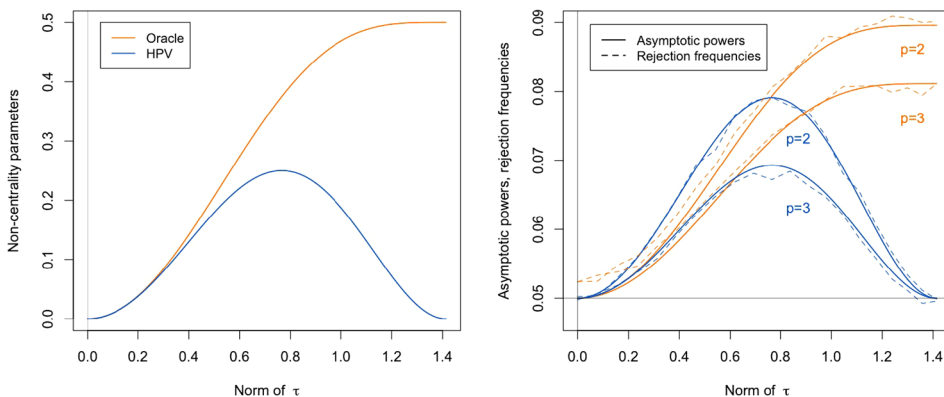 Non-centrality parameters
0.5
0.4
0.3
0.2
0.1
0.0
Oracle
HPV
0.0 0.2 0.4 0.6 0.8 1.0 1.2 1.4
Norm of τ
Asymptotic powers, rejection frequencies
0.09
0.08
0.07
0.06
0.05
Asymptotic powers
Rejection frequencies
p=2
p=3
p=2
p=3
0.0 0.2 0.4 0.6 0.8 1.0 1.2 1.4
Norm of τ